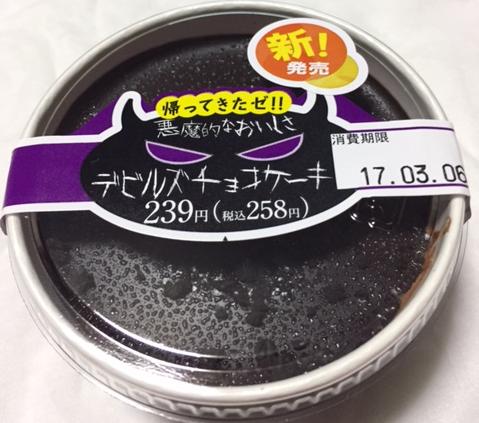 新!
発売
帰ってきたゼ!!
悪魔的なおいしさ
消費期限
17.03.06
デビルズチョコケーキ
239円(税込258円)